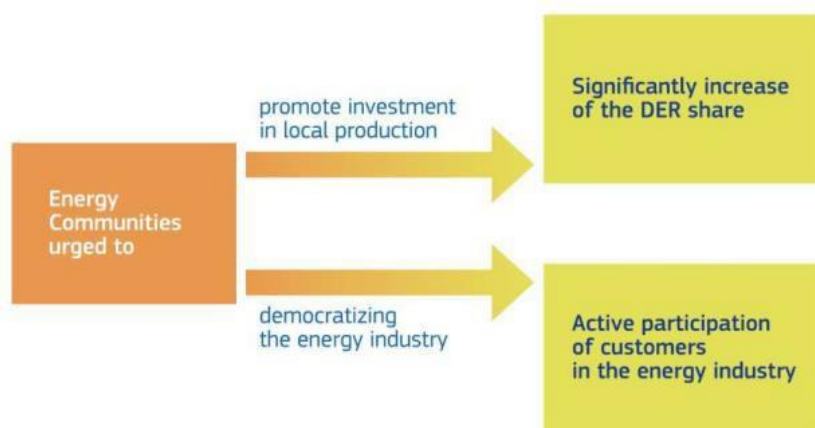 Energy
Communities
urged to
promote investment
in local production
Significantly increase
of the DER share
democratizing
the energy industry
Active participation
of customers
in the energy industry